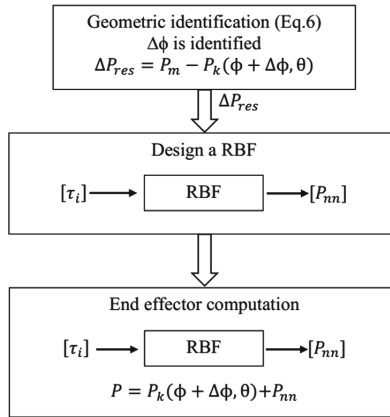 Geometric identification (Eq.6)
Δϕ is identified
ΔP_res = P_m − P_k(ϕ + Δϕ, θ)
ΔP_res
Design a RBF
[τ_i] RBF [P_nn]
End effector computation
[τ_i] RBF [P_nn]
P = P_k(ϕ + Δϕ, θ)+P_nn